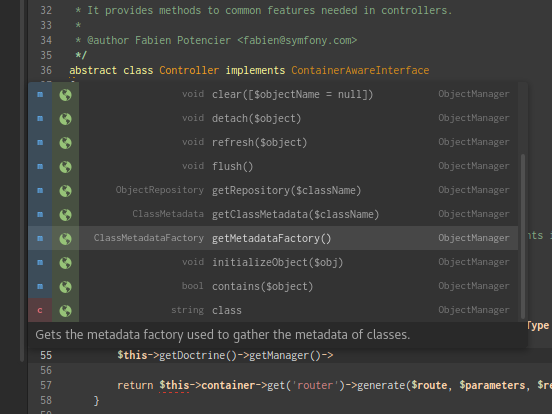 32 * It provides methods to common features needed in controllers.
33 *
34 * @author Fabien Potencier <fabien@symfony.com>
35 */
36 abstract class Controller implements ContainerAwareInterface
m void clear([$objectName = null]) ObjectManager
m void detach($object) ObjectManager
m void refresh($object) ObjectManager
m void flush() ObjectManager
m ObjectRepository getRepository($className) ObjectManager
m ClassMetadata getClassMetadata($className) ObjectManager
m ClassMetadataFactory getMetadataFactory() ObjectManager
m void initializeObject($obj) ObjectManager
m bool contains($object) ObjectManager
c string class ObjectManager
Gets the metadata factory used to gather the metadata of classes.
Type
55 $this->getDoctrine()->getManager()->
56
57 return $this->container->get('router')->generate($route, $parameters, $re
58 }